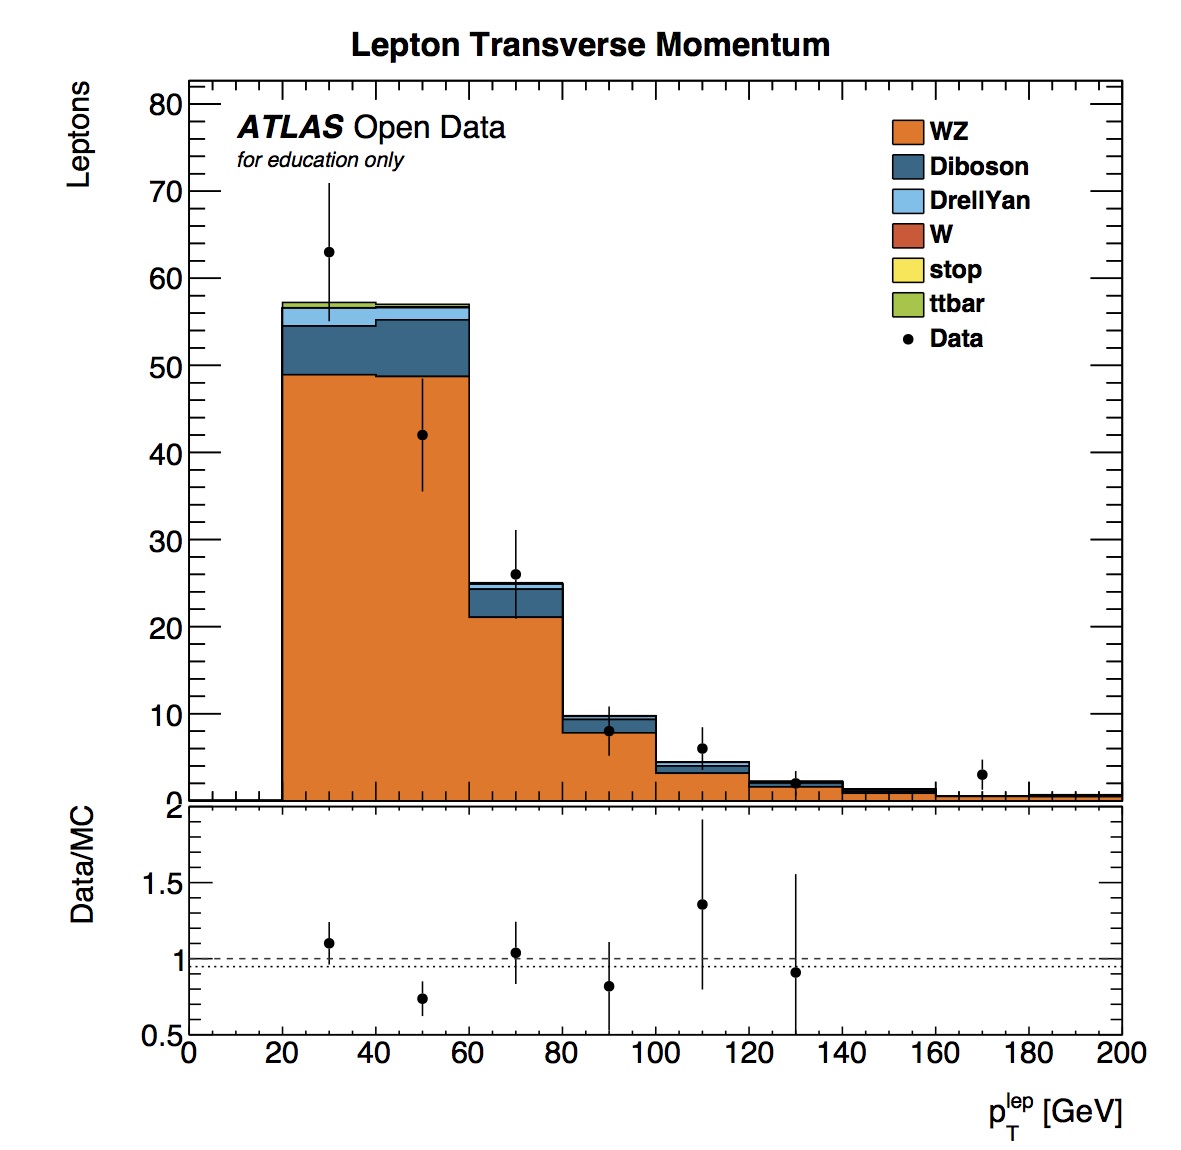 Lepton Transverse Momentum
Leptons
80
70
60
50
40
30
20
10
0
ATLAS Open Data
for education only
WZ
Diboson
DrellYan
W
stop
ttbar
Data
Data/MC
2
1.5
1
0.5
0 20 40 60 80 100 120 140 160 180 200
p_T^lep [GeV]